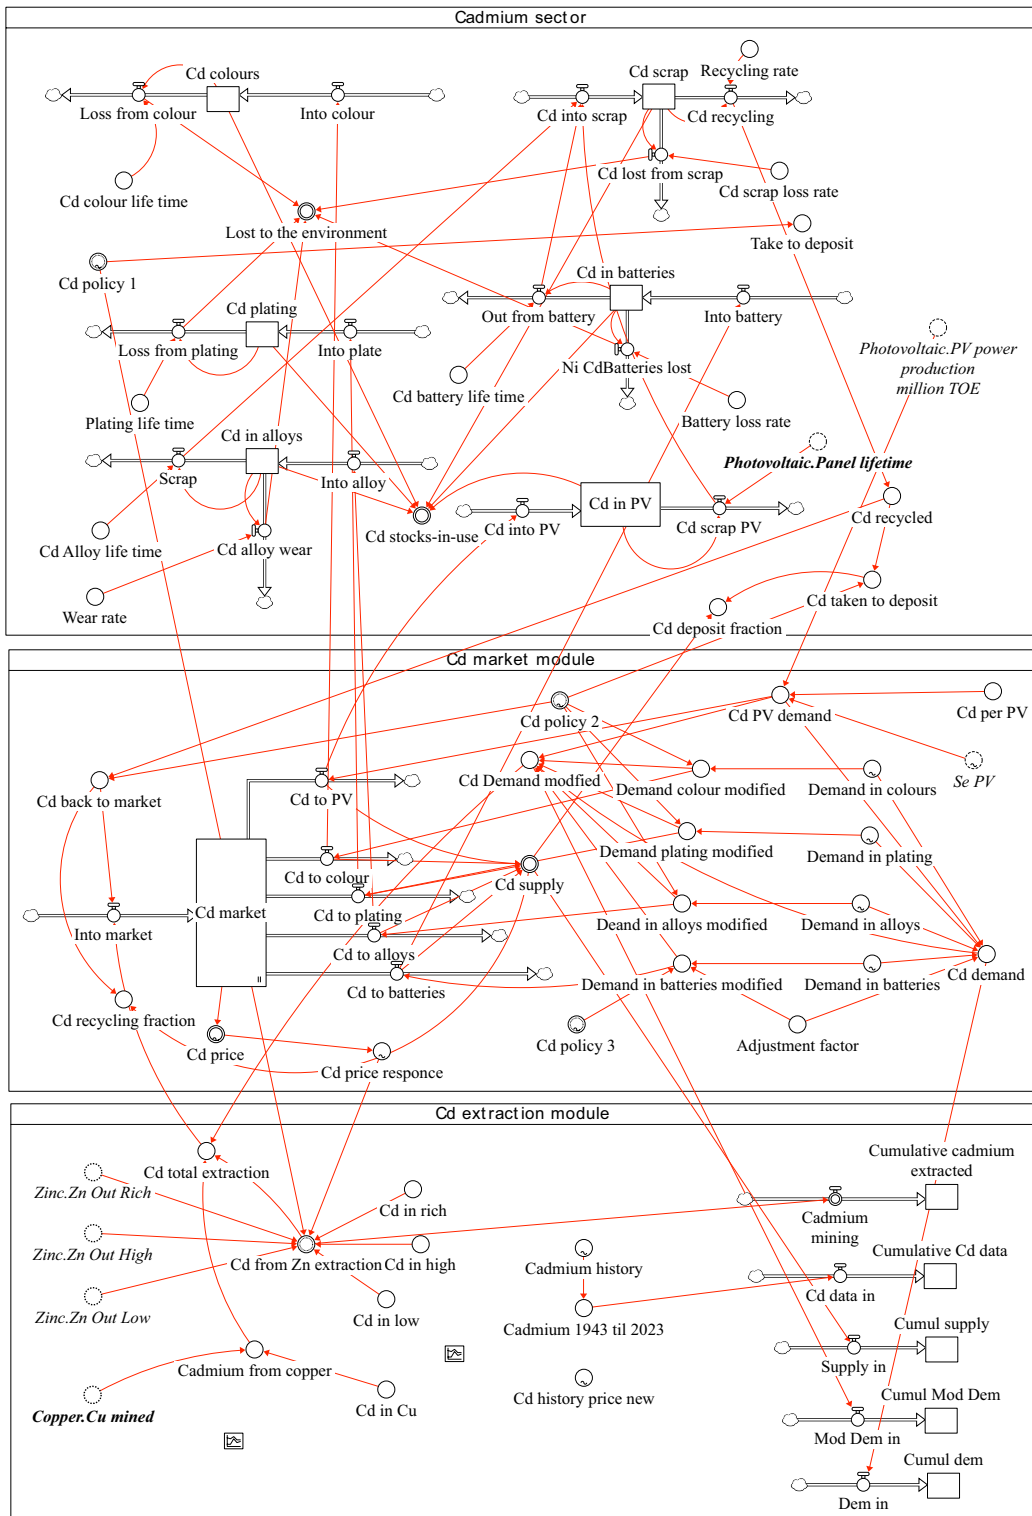 Cadmium sector
Cd colours
Loss from colour
Into colour
Cd colour life time
Cd scrap
Recycling rate
Cd into scrap
Cd recycling
Cd lost from scrap
Cd scrap loss rate
Lost to the environment
Take to deposit
Cd policy 1
Cd in batteries
Cd plating
Out from battery
Into battery
Loss from plating
Into plate
Ni CdBatteries lost
Photovoltaic.PV power
production
million TOE
Cd battery life time
Plating life time
Battery loss rate
Cd in alloys
Photovoltaic.Panel lifetime
Scrap
Into alloy
Cd in PV
Cd into PV
Cd scrap PV
Cd recycled
Cd stocks-in-use
Cd Alloy life time
Cd alloy wear
Wear rate
Cd taken to deposit
Cd deposit fraction
Cd market module
Cd policy 2
Cd PV demand
Cd per PV
Cd back to market
Cd to PV
Cd Demand modified
Demand colour modified
Demand in colours
Se PV
Cd to colour
Cd supply
Demand plating modified
Demand in plating
Cd market
Cd to plating
Into market
Cd to alloys
Deand in alloys modified
Demand in alloys
Cd to batteries
Demand in batteries modified
Demand in batteries
Cd demand
Cd recycling fraction
Cd price
Cd price responce
Cd policy 3
Adjustment factor
Cd extraction module
Cd total extraction
Cumulative cadmium
extracted
Zinc.Zn Out Rich
Cd in rich
Cadmium
mining
Zinc.Zn Out High
Cd from Zn extraction
Cd in high
Cadmium history
Cumulative Cd data
Cd data in
Zinc.Zn Out Low
Cd in low
Cadmium 1943 til 2023
Cumul supply
Cadmium from copper
Supply in
Copper.Cu mined
Cd in Cu
Cd history price new
Cumul Mod Dem
Mod Dem in
Cumul dem
Dem in